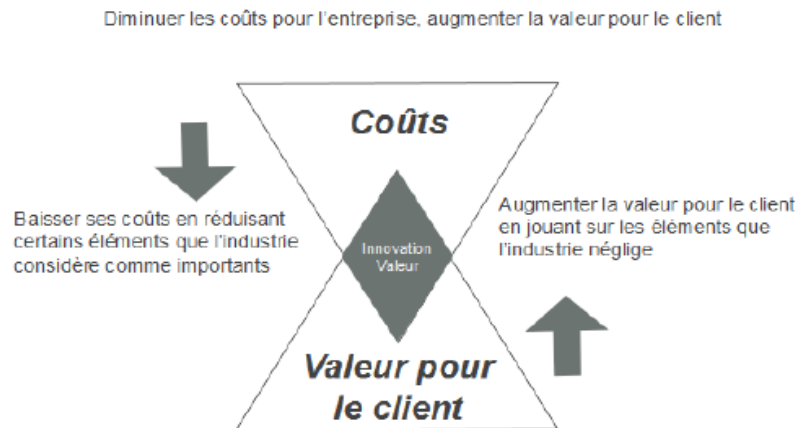 Diminuer les coûts pour l'entreprise, augmenter la valeur pour le client
Coûts
Baisser ses coûts en réduisant
certains éléments que l'industrie
considère comme importants
Innovation
Valeur
Augmenter la valeur pour le client
en jouant sur les éléments que
l'industrie néglige
Valeur pour
le client